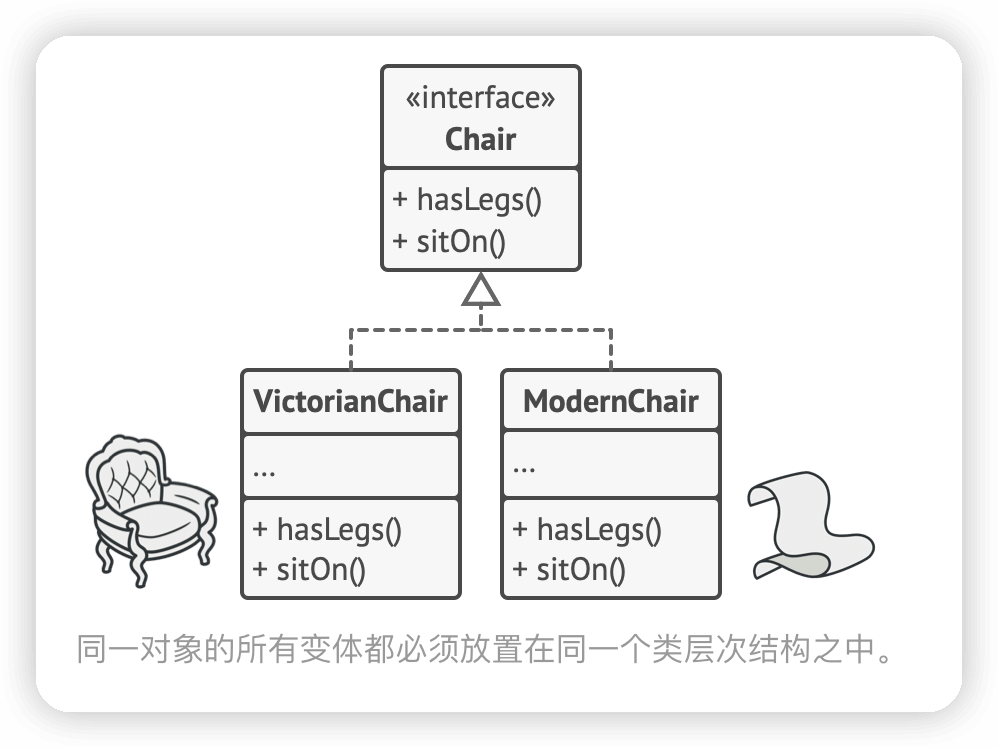 «interface»
Chair
+ hasLegs()
+ sitOn()
VictorianChair
...
+ hasLegs()
+ sitOn()
ModernChair
...
+ hasLegs()
+ sitOn()
同一对象的所有变体都必须放置在同一个类层次结构之中。